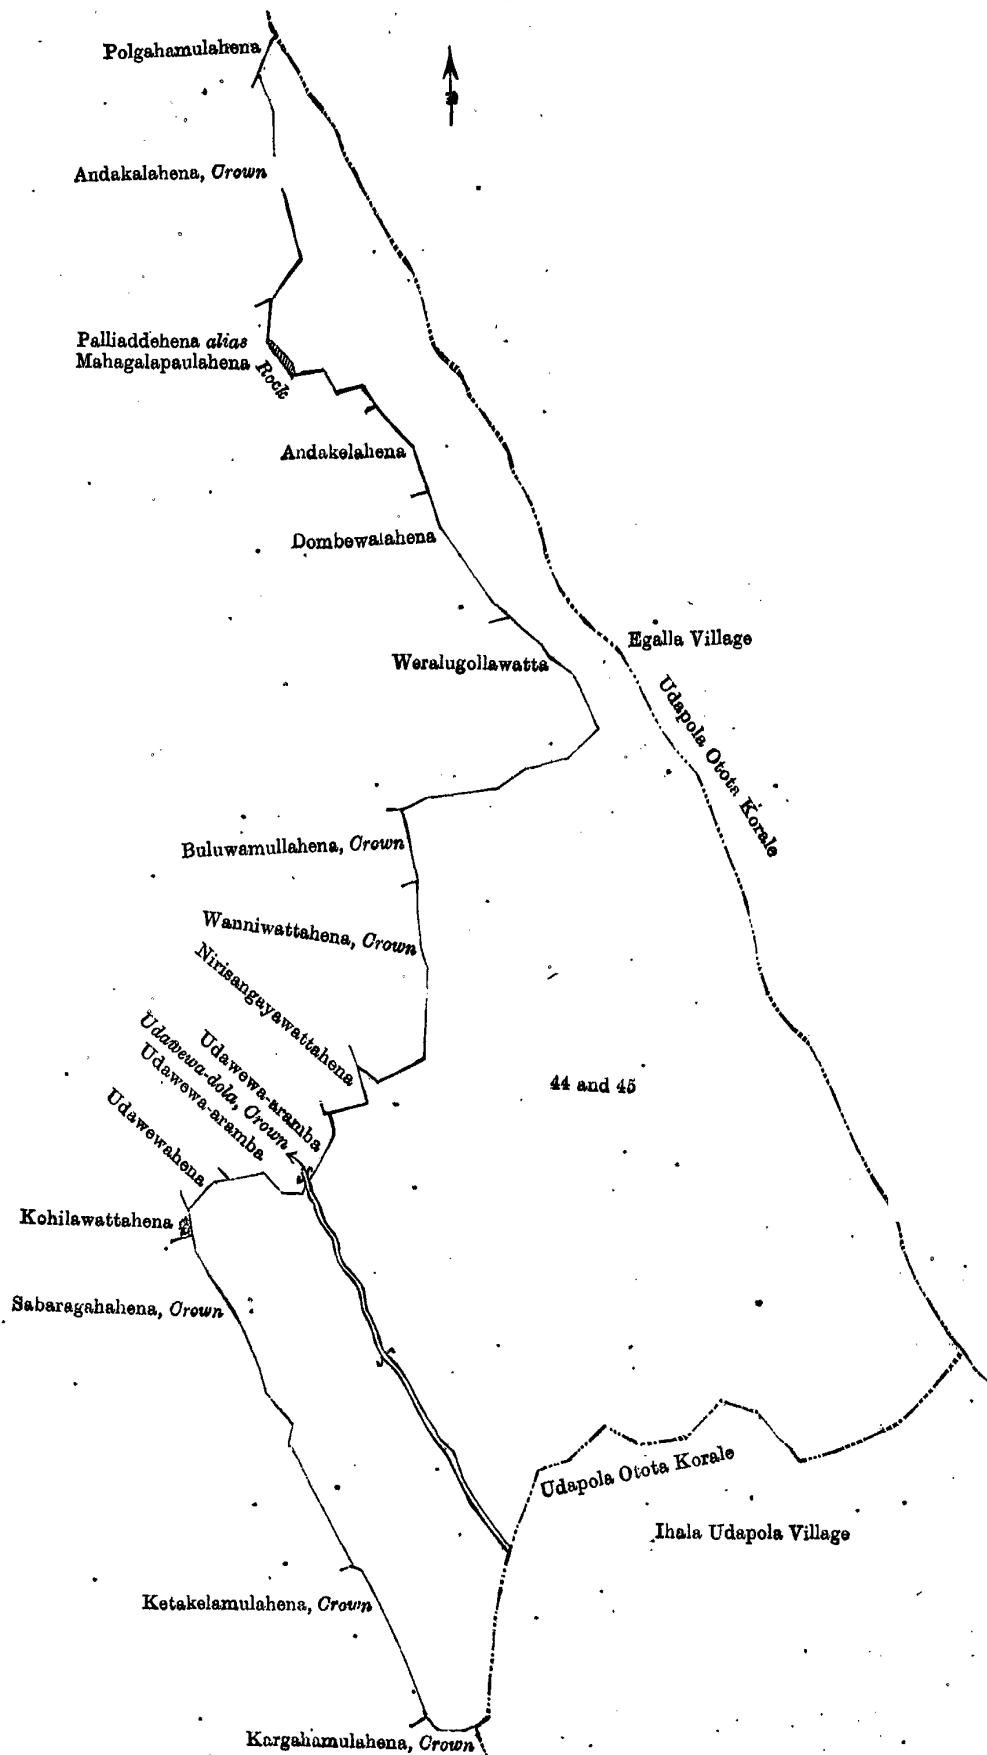 Polgahamulahena
Andakalahena, Crown
Palliaddehena alias
Mahagalapaulahena
Rock
Andakelahena
Dombewalahena
Egalla Village
Weralugollawatta
Udapola Otota Korale
Buluwamullahena, Crown
Wanniwattahena, Crown
Nirisangayawattahena
Udawewa-aramba
Udawewa-dola, Crown
Udawewa-aramba
Udawewahena
44 and 45
Kohilawattahena
Sabaragahahena, Crown
Udapola Otota Korale
Ihala Udapola Village
Ketakelamulahena, Crown
Kargahamulahena, Crown